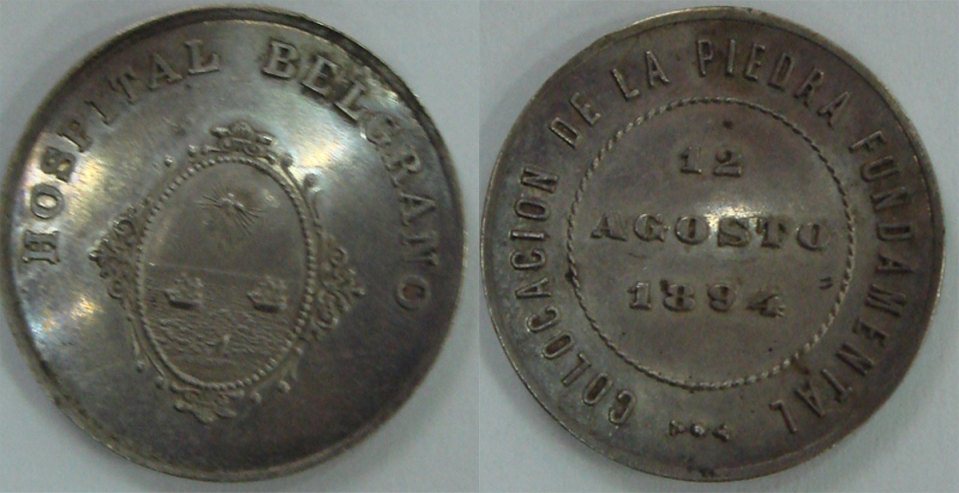 HOSPITAL BELGRANO
COLOCACION DE LA PIEDRA FUNDAMENTAL
12
AGOSTO
1894